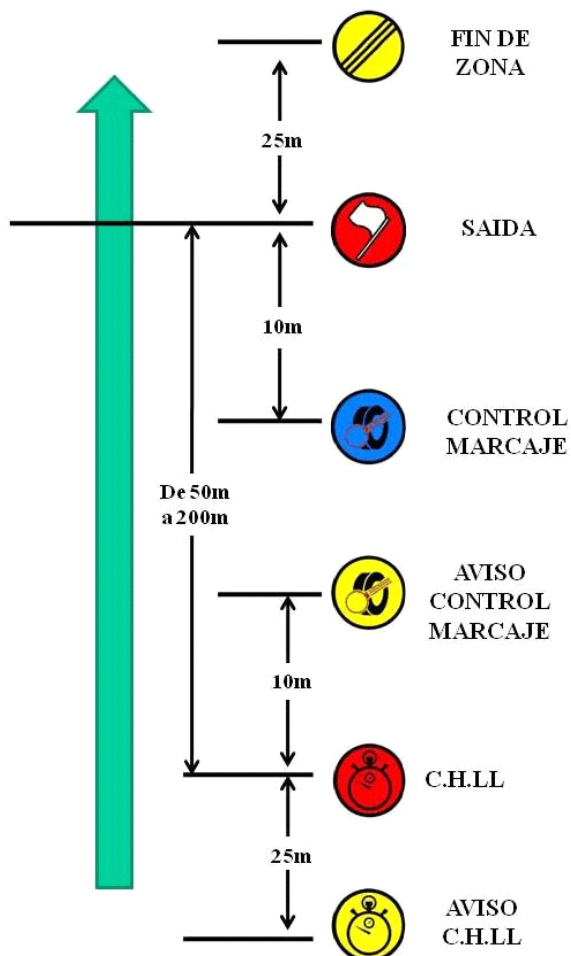 FIN DE
ZONA
25m
SAIDA
10m
CONTROL
MARCAJE
De 50m
a 200m
AVISO
CONTROL
MARCAJE
10m
C.H.LL
25m
AVISO
C.H.LL